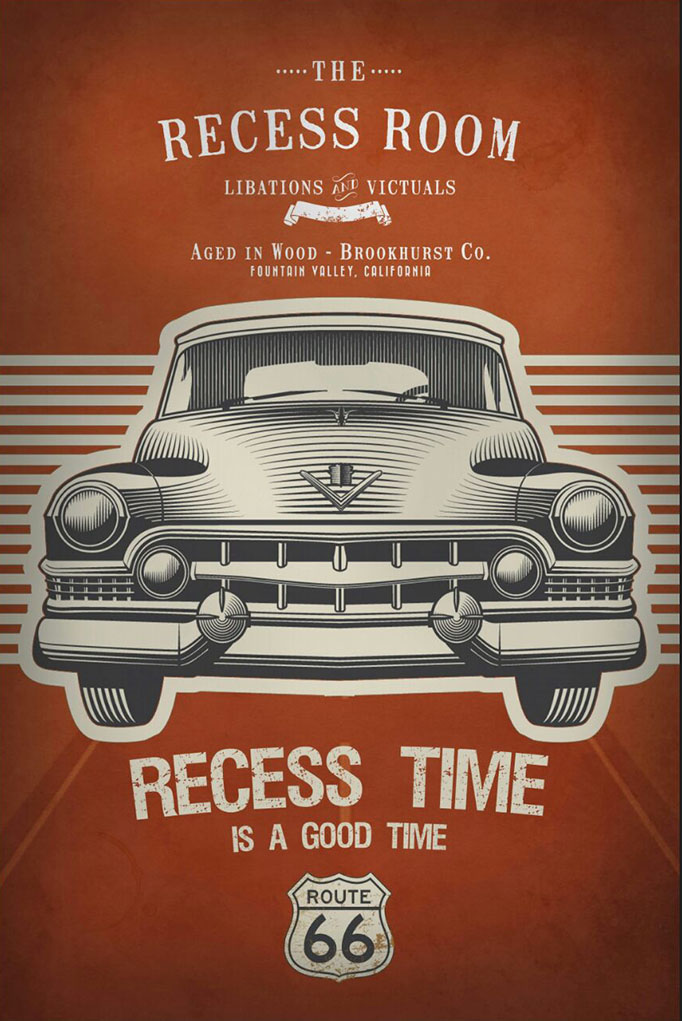 THE
RECESS ROOM
LIBATIONS AND VICTUALS
AGED IN WOOD - BROOKHURST CO.
FOUNTAIN VALLEY, CALIFORNIA
RECESS TIME
IS A GOOD TIME
ROUTE
66